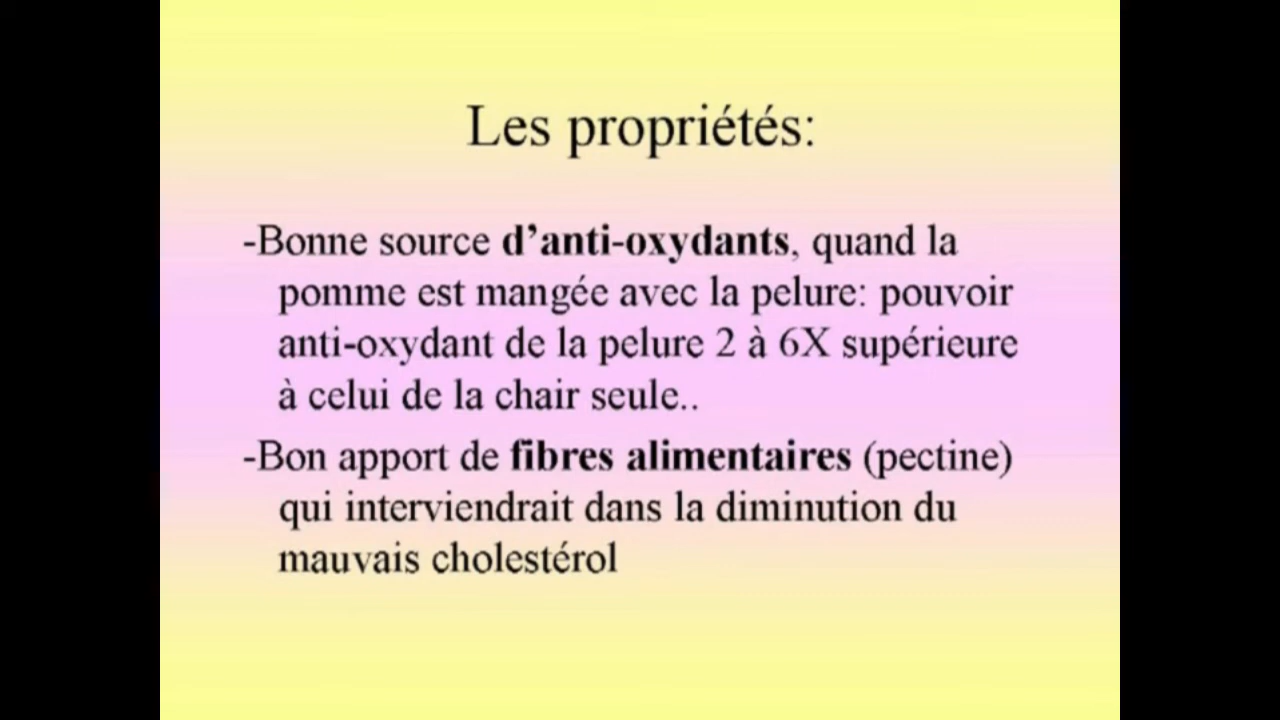 Les propriétés:
-Bonne source d’anti-oxydants, quand la
pomme est mangée avec la pelure: pouvoir
anti-oxydant de la pelure 2 à 6X supérieure
à celui de la chair seule..
-Bon apport de fibres alimentaires (pectine)
qui interviendrait dans la diminution du
mauvais cholestérol